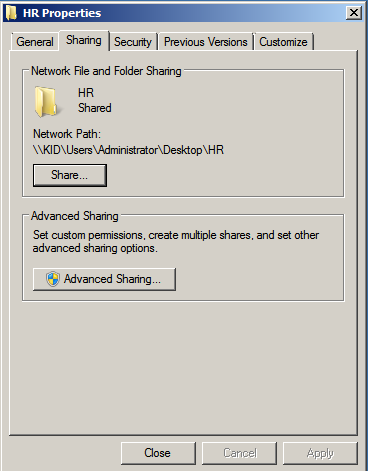 HR Properties
General Sharing Security Previous Versions Customize
Network File and Folder Sharing
HR
Shared
Network Path:
\\KID\Users\Administrator\Desktop\HR
Share...
Advanced Sharing
Set custom permissions, create multiple shares, and set other
advanced sharing options.
Advanced Sharing...
Close Cancel Apply